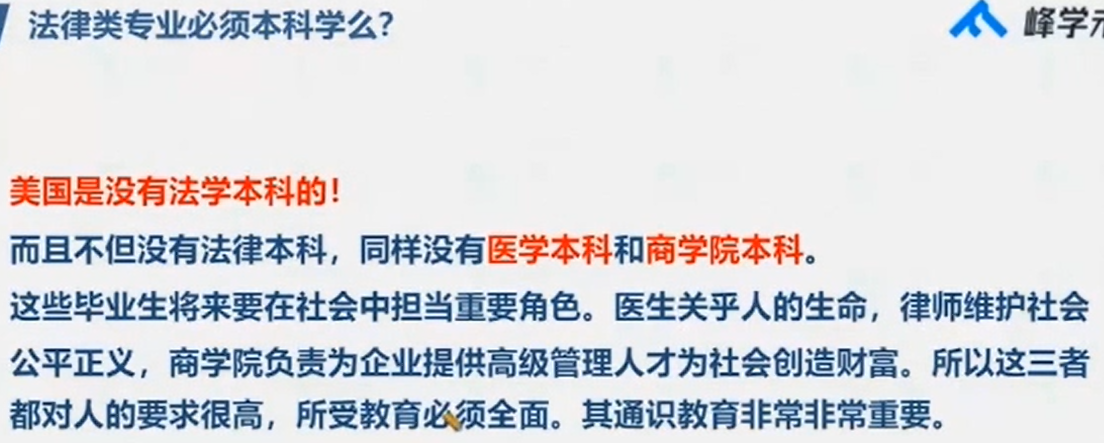 法律类专业必须本科学么?
峰学
美国是没有法学本科的!
而且不但没有法律本科，同样没有医学本科和商学院本科。
这些毕业生将来要在社会中担当重要角色。医生关乎人的生命，律师维护社会
公平正义，商学院负责为企业提供高级管理人才为社会创造财富。所以这三者
都对人的要求很高，所受教育必须全面。其通识教育非常非常重要。